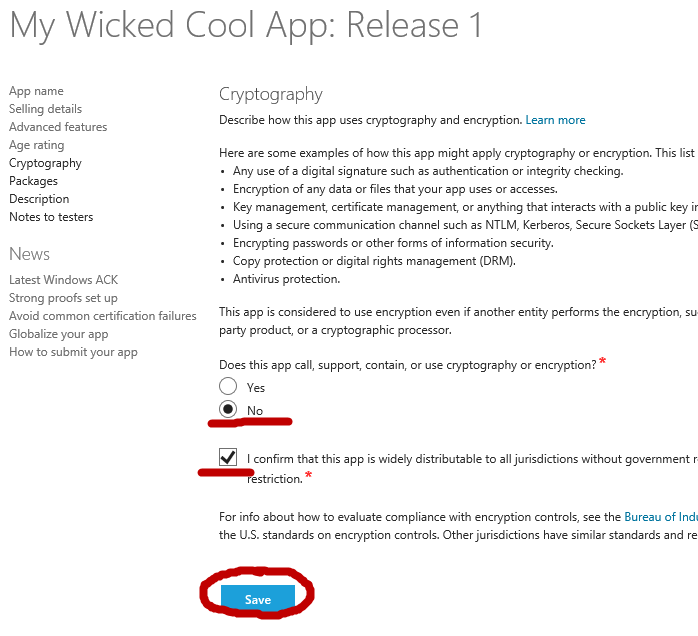 My Wicked Cool App: Release 1
App name
Selling details
Advanced features
Age rating
Cryptography
Packages
Description
Notes to testers
News
Latest Windows ACK
Strong proofs set up
Avoid common certification failures
Globalize your app
How to submit your app
Cryptography
Describe how this app uses cryptography and encryption. Learn more
Here are some examples of how this app might apply cryptography or encryption. This list
• Any use of a digital signature such as authentication or integrity checking.
• Encryption of any data or files that your app uses or accesses.
• Key management, certificate management, or anything that interacts with a public key
• Using a secure communication channel such as NTLM, Kerberos, Secure Sockets Layer
• Encrypting passwords or other forms of information security.
• Copy protection or digital rights management (DRM).
• Antivirus protection.
This app is considered to use encryption even if another entity performs the encryption,
party product, or a cryptographic processor.
Does this app call, support, contain, or use cryptography or encryption? *
Yes
No
I confirm that this app is widely distributable to all jurisdictions without government
restriction. *
For info about how to evaluate compliance with encryption controls, see the Bureau of
the U.S. standards on encryption controls. Other jurisdictions have similar standards and
Save